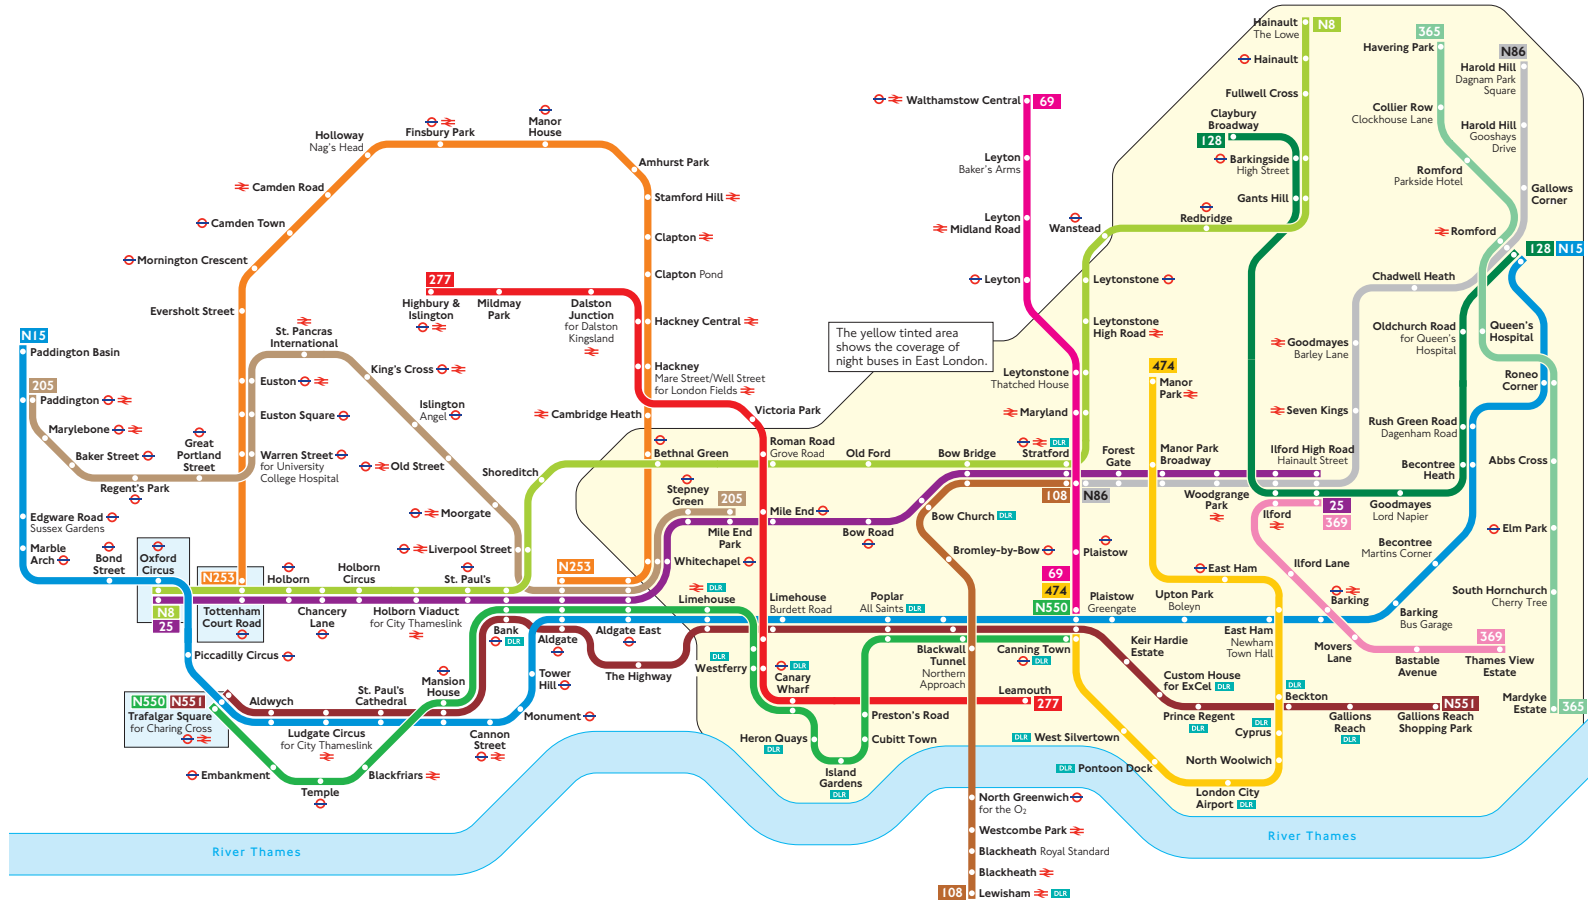 Hainault
The Lowe
N8
Hainault
Fullwell Cross
Claybury
Broadway
128
Barkingside
High Street
Gants Hill
Redbridge
Wanstead
365
Havering Park
Collier Row
Clockhouse Lane
Romford
Parkside Hotel
Romford
N86
Harold Hill
Dagnam Park
Square
Harold Hill
Gooshays
Drive
Gallows
Corner
128
N15
Chadwell Heath
Walthamstow Central
69
Leyton
Baker's Arms
Leyton
Midland Road
Leyton
Leytonstone
Leytonstone
High Road
Leytonstone
Thatched House
Maryland
DLR
Stratford
The yellow tinted area
shows the coverage of
night buses in East London.
Manor
House
Finsbury Park
Holloway
Nag's Head
Camden Road
Camden Town
Mornington Crescent
Eversholt Street
Amhurst Park
Stamford Hill
Clapton
Clapton Pond
Hackney Central
Hackney
Mare Street/Well Street
for London Fields
Cambridge Heath
277
Highbury &
Islington
Mildmay
Park
Dalston
Junction
for Dalston
Kingsland
Victoria Park
St. Pancras
International
King's Cross
Euston
Euston Square
Islington
Angel
Old Street
Moorgate
Liverpool Street
Shoreditch
Warren Street
for University
College Hospital
Great
Portland
Street
Regent's Park
Baker Street
Marylebone
Paddington
205
N15
Paddington Basin
Edgware Road
Sussex Gardens
Marble
Arch
Bond
Street
Oxford
Circus
N8
25
N253
Tottenham
Court Road
Holborn
Chancery
Lane
Holborn
Circus
Holborn Viaduct
for City Thameslink
St. Paul's
Bank
DLR
Aldgate
Aldgate East
N253
Whitechapel
Bethnal Green
Roman Road
Grove Road
Old Ford
Bow Bridge
Stepney
Green
205
Mile End
Park
Mile End
Bow
Road
Bow Church DLR
Bromley-by-Bow
108
N86
Plaistow
69
474
N550
Plaistow
Greengate
Forest
Gate
474
Manor
Park
Manor Park
Broadway
Woodgrange
Park
Ilford High Road
Hainault Street
25
369
Ilford
Goodmayes
Lord Napier
Goodmayes
Barley Lane
Seven Kings
Oldchurch Road
for Queen's
Hospital
Queen's
Hospital
Roneo
Corner
Rush Green Road
Dagenham Road
Becontree
Heath
Abbs Cross
Elm Park
Becontree
Martins Corner
South Hornchurch
Cherry Tree
Ilford Lane
Barking
Barking
Bus Garage
Movers
Lane
369
Bastable
Avenue
Thames View
Estate
Mardyke
Estate
365
East Ham
Upton Park
Boleyn
East Ham
Newham
Town Hall
DLR
Limehouse
Limehouse
Burdett Road
Poplar
All Saints DLR
DLR
Westferry
DLR
Canary
Wharf
Blackwall
Tunnel
Northern
Approach
Canning Town
DLR
Leamouth
277
Keir Hardie
Estate
Custom House
for ExCel DLR
Prince Regent
DLR
DLR
Beckton
DLR
Cyprus
Gallions
Reach
DLR
N551
Gallions Reach
Shopping Park
North Woolwich
London City
Airport DLR
DLR Pontoon Dock
DLR West Silvertown
Preston's Road
Cubitt Town
Island
Gardens
DLR
Heron Quays
DLR
The Highway
Tower
Hill
Monument
Cannon
Street
Mansion
House
St. Paul's
Cathedral
Ludgate Circus
for City Thameslink
Aldwych
Piccadilly Circus
N550
N551
Trafalgar Square
for Charing Cross
Embankment
Temple
Blackfriars
North Greenwich
for the O2
Westcombe Park
Blackheath Royal Standard
Blackheath
108
Lewisham DLR
River Thames
River Thames